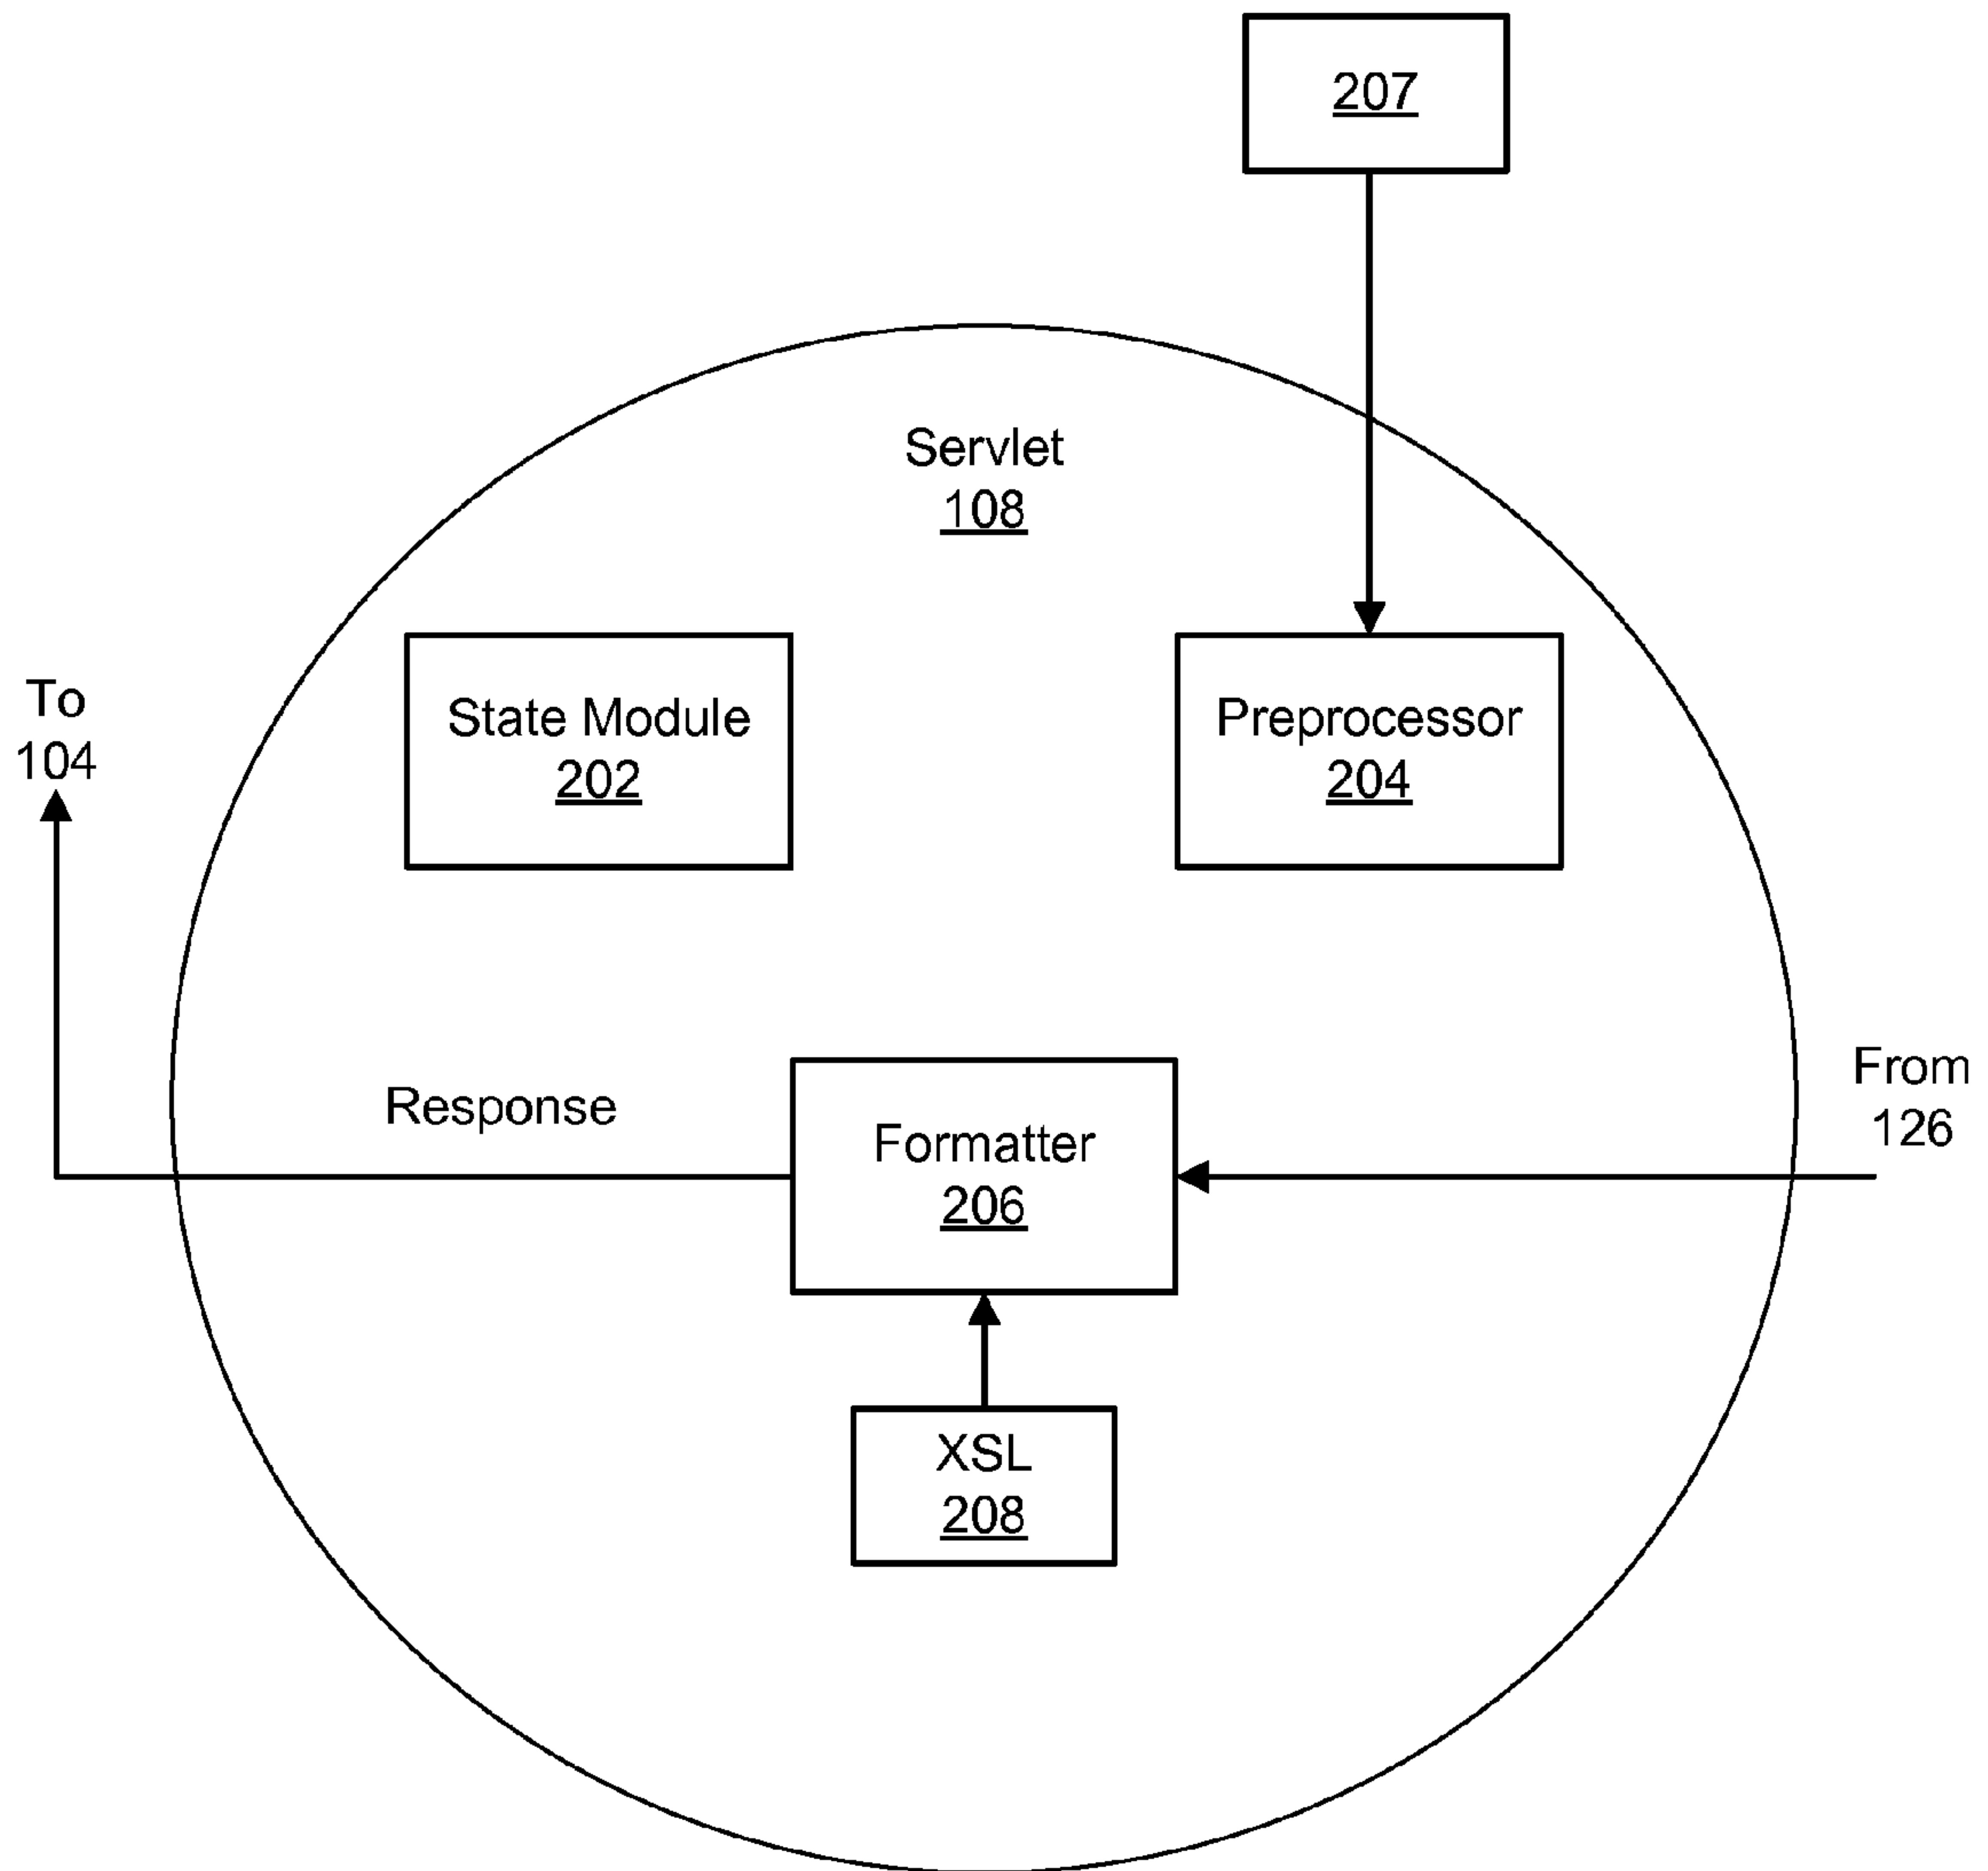 207
Servlet
108
State Module
202
Preprocessor
204
To
104
Response
Formatter
206
From
126
XSL
208